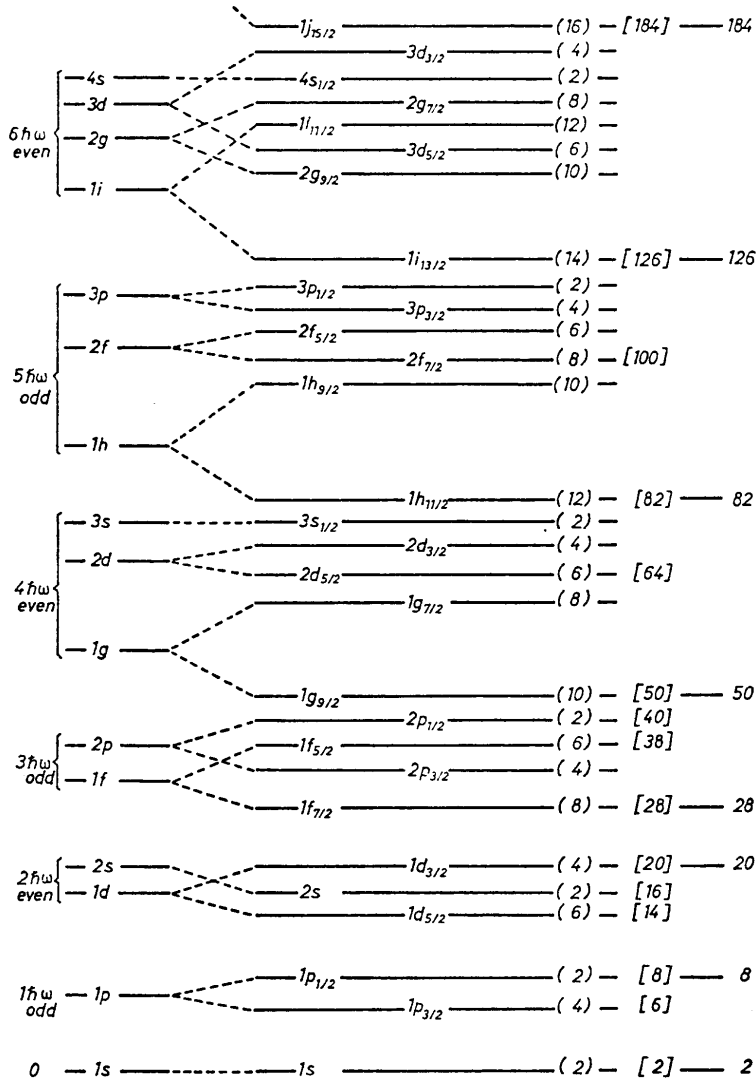 1j15/2 (16) [184] 184
3d3/2 (4)
4s 4s1/2 (2)
3d
2g7/2 (8)
6ħω even 2g 1i11/2 (12)
3d5/2 (6)
2g9/2 (10)
1i
1i13/2 (14) [126] 126
3p 3p1/2 (2)
3p3/2 (4)
2f5/2 (6)
2f 2f7/2 (8) [100]
5ħω odd 1h9/2 (10)
1h
1h11/2 (12) [82] 82
3s 3s1/2 (2)
2d3/2 (4)
2d 2d5/2 (6) [64]
4ħω even 1g7/2 (8)
1g
1g9/2 (10) [50] 50
2p1/2 (2) [40]
2p 1f5/2 (6) [38]
3ħω odd 1f 2p3/2 (4)
1f7/2 (8) [28] 28
2s 1d3/2 (4) [20] 20
2ħω even 1d 2s (2) [16]
1d5/2 (6) [14]
1p1/2 (2) [8] 8
1ħω odd 1p 1p3/2 (4) [6]
0 1s 1s (2) [2] 2